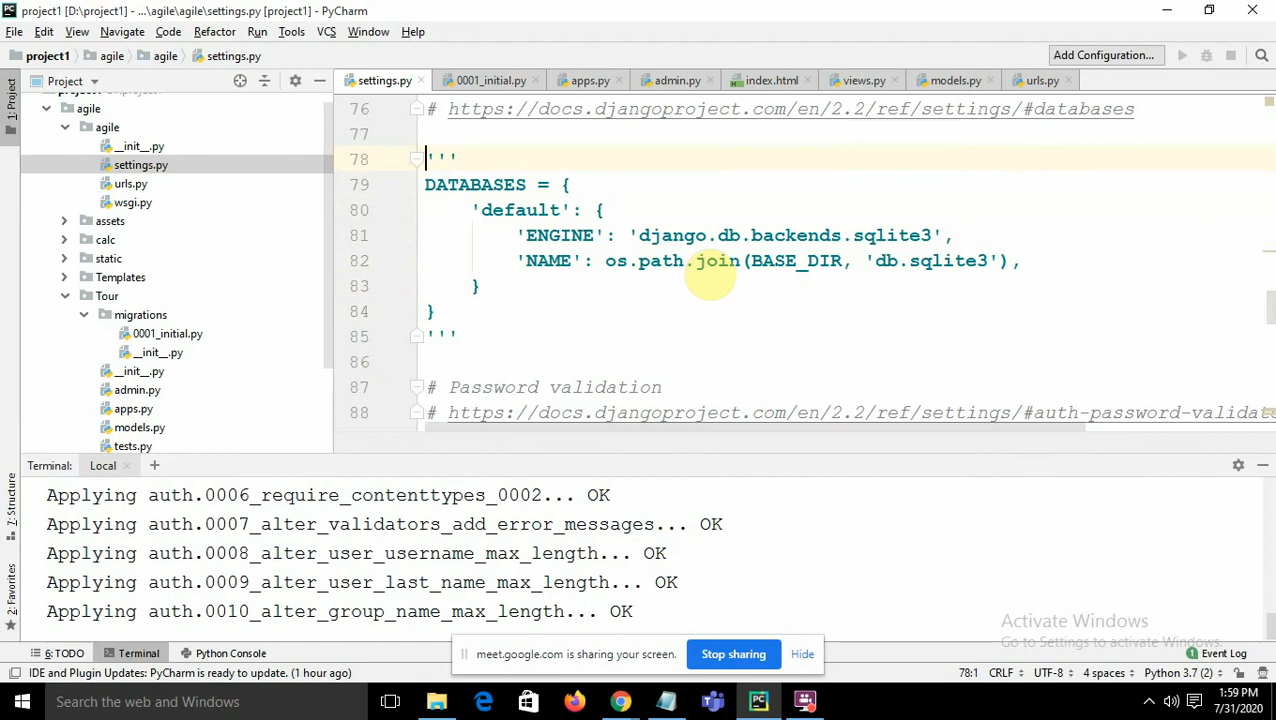 project1 [D:\project1] - ...\agile\agile\settings.py [project1] - PyCharm
File Edit View Navigate Code Refactor Run Tools VCS Window Help
project1 agile agile settings.py Add Configuration...
1: Project
Project
settings.py 0001_initial.py apps.py admin.py index.html views.py models.py urls.py
agile
agile
__init__.py
settings.py
urls.py
wsgi.py
assets
calc
static
Templates
Tour
migrations
0001_initial.py
__init__.py
__init__.py
admin.py
apps.py
models.py
tests.py
76 # https://docs.djangoproject.com/en/2.2/ref/settings/#databases
77
78 '''
79 DATABASES = {
80 'default': {
81 'ENGINE': 'django.db.backends.sqlite3',
82 'NAME': os.path.join(BASE_DIR, 'db.sqlite3'),
83 }
84 }
85 '''
86
87 # Password validation
88 # https://docs.djangoproject.com/en/2.2/ref/settings/#auth-password-validat
Terminal: Local
7: Structure
2: Favorites
Applying auth.0006_require_contenttypes_0002... OK
Applying auth.0007_alter_validators_add_error_messages... OK
Applying auth.0008_alter_user_username_max_length... OK
Applying auth.0009_alter_user_last_name_max_length... OK
Applying auth.0010_alter_group_name_max_length... OK
Activate Windows
Go to Settings to activate Windows.
6: TODO Terminal Python Console
meet.google.com is sharing your screen. Stop sharing Hide
1 Event Log
IDE and Plugin Updates: PyCharm is ready to update. (1 hour ago) 78:1 CRLF UTF-8 4 spaces Python 3.7 (2)
Search the web and Windows
1:59 PM
7/31/2020